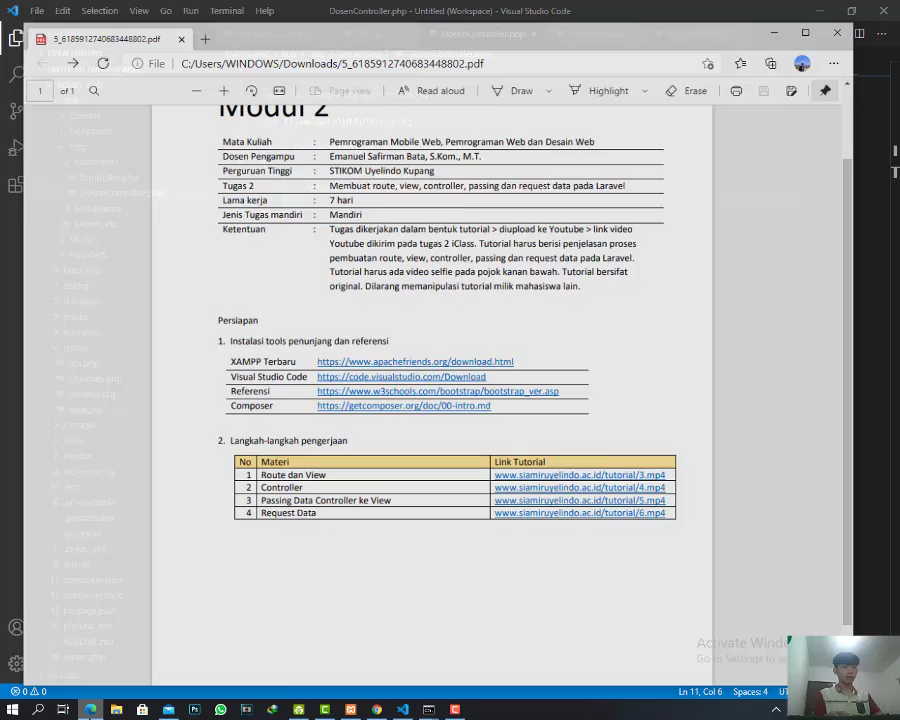 File Edit Selection View Go Run Terminal Help DosenController.php - Untitled (Workspace) - Visual Studio Code
5_6185912740683448802.pdf
File C:/Users/WINDOWS/Downloads/5_6185912740683448802.pdf
1 of 1 Page view Read aloud Draw Highlight Erase
Modul 2
Mata Kuliah : Pemrograman Mobile Web, Pemrograman Web dan Desain Web
Dosen Pengampu : Emanuel Safirman Bata, S.Kom., M.T.
Perguruan Tinggi : STIKOM Uyelindo Kupang
Tugas 2 : Membuat route, view, controller, passing dan request data pada Laravel
Lama kerja : 7 hari
Jenis Tugas mandiri : Mandiri
Ketentuan : Tugas dikerjakan dalam bentuk tutorial > diupload ke Youtube > link video
Youtube dikirim pada tugas 2 iClass. Tutorial harus berisi penjelasan proses
pembuatan route, view, controller, passing dan request data pada Laravel.
Tutorial harus ada video selfie pada pojok kanan bawah. Tutorial bersifat
original. Dilarang memanipulasi tutorial milik mahasiswa lain.
Persiapan
1. Instalasi tools penunjang dan referensi
XAMPP Terbaru https://www.apachefriends.org/download.html
Visual Studio Code https://code.visualstudio.com/Download
Referensi https://www.w3schools.com/bootstrap/bootstrap_ver.asp
Composer https://getcomposer.org/doc/00-intro.md
2. Langkah-langkah pengerjaan
No Materi Link Tutorial
1 Route dan View www.siamiruyelindo.ac.id/tutorial/3.mp4
2 Controller www.siamiruyelindo.ac.id/tutorial/4.mp4
3 Passing Data Controller ke View www.siamiruyelindo.ac.id/tutorial/5.mp4
4 Request Data www.siamiruyelindo.ac.id/tutorial/6.mp4
Activate Wind
Go to Settings to a
0 0 Ln 11, Col 6 Spaces: 4 UT